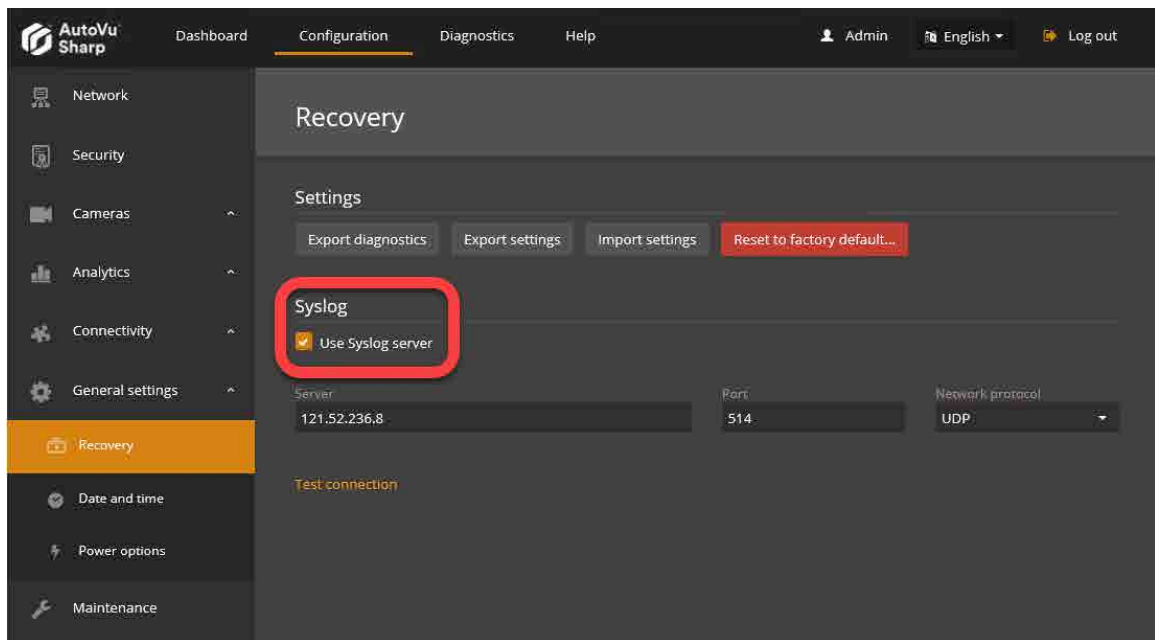 AutoVu
Sharp
Dashboard
Configuration
Diagnostics
Help
Admin
English
Log out
Network
Security
Cameras
Analytics
Connectivity
General settings
Recovery
Date and time
Power options
Maintenance
Recovery
Settings
Export diagnostics
Export settings
Import settings
Reset to factory default...
Syslog
Use Syslog server
Server
Port
Network protocol
121.52.236.8
514
UDP
Test connection